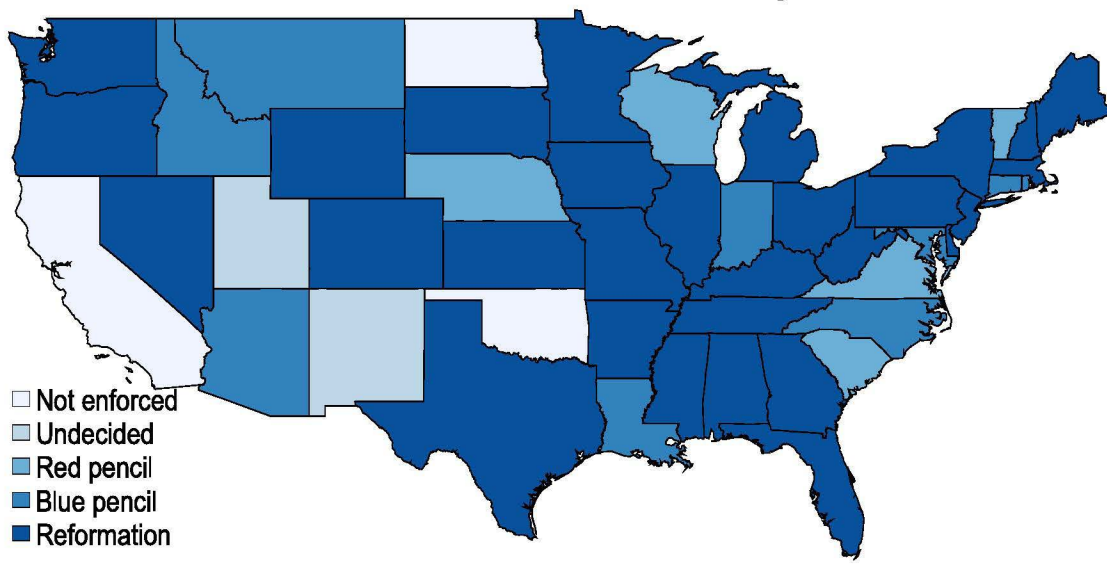 Not enforced
Undecided
Red pencil
Blue pencil
Reformation